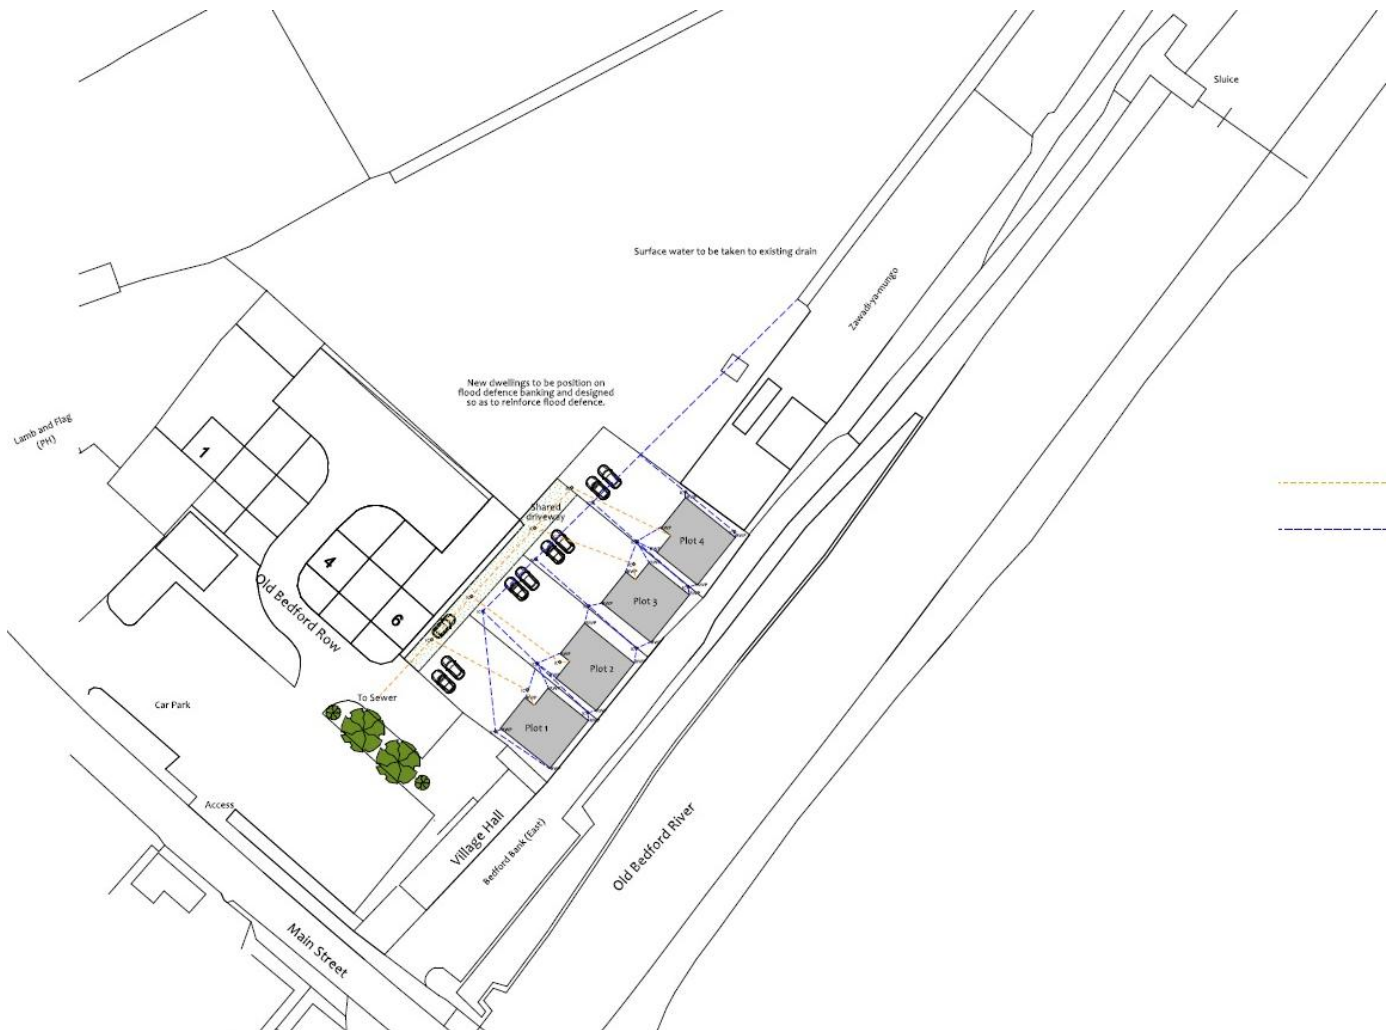 Sluice
Surface water to be taken to existing drain
Zawadi-ya-mungo
New dwellings to be position on
flood defence banking and designed
so as to reinforce flood defence.
Lamb and Flag
(PH)
1
Shared
driveway
Plot 4
4
Old Bedford Row
Plot 3
6
Plot 2
To Sewer
Car Park
Plot 1
Access
Village Hall
Bedford Bank (East)
Old Bedford River
Main Street